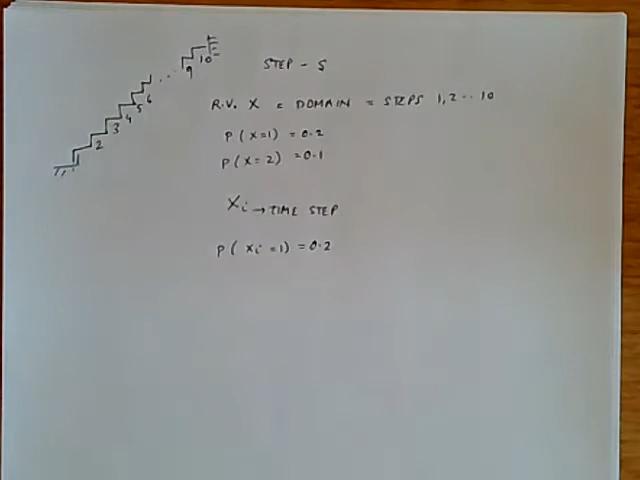 STEP - 5
R.V. X ∈ DOMAIN = STEPS 1,2 .. 10
P(X=1) = 0.2
P(X=2) = 0.1
Xi → TIME STEP
P(Xi=1) = 0.2
10
9
6
5
4
3
2